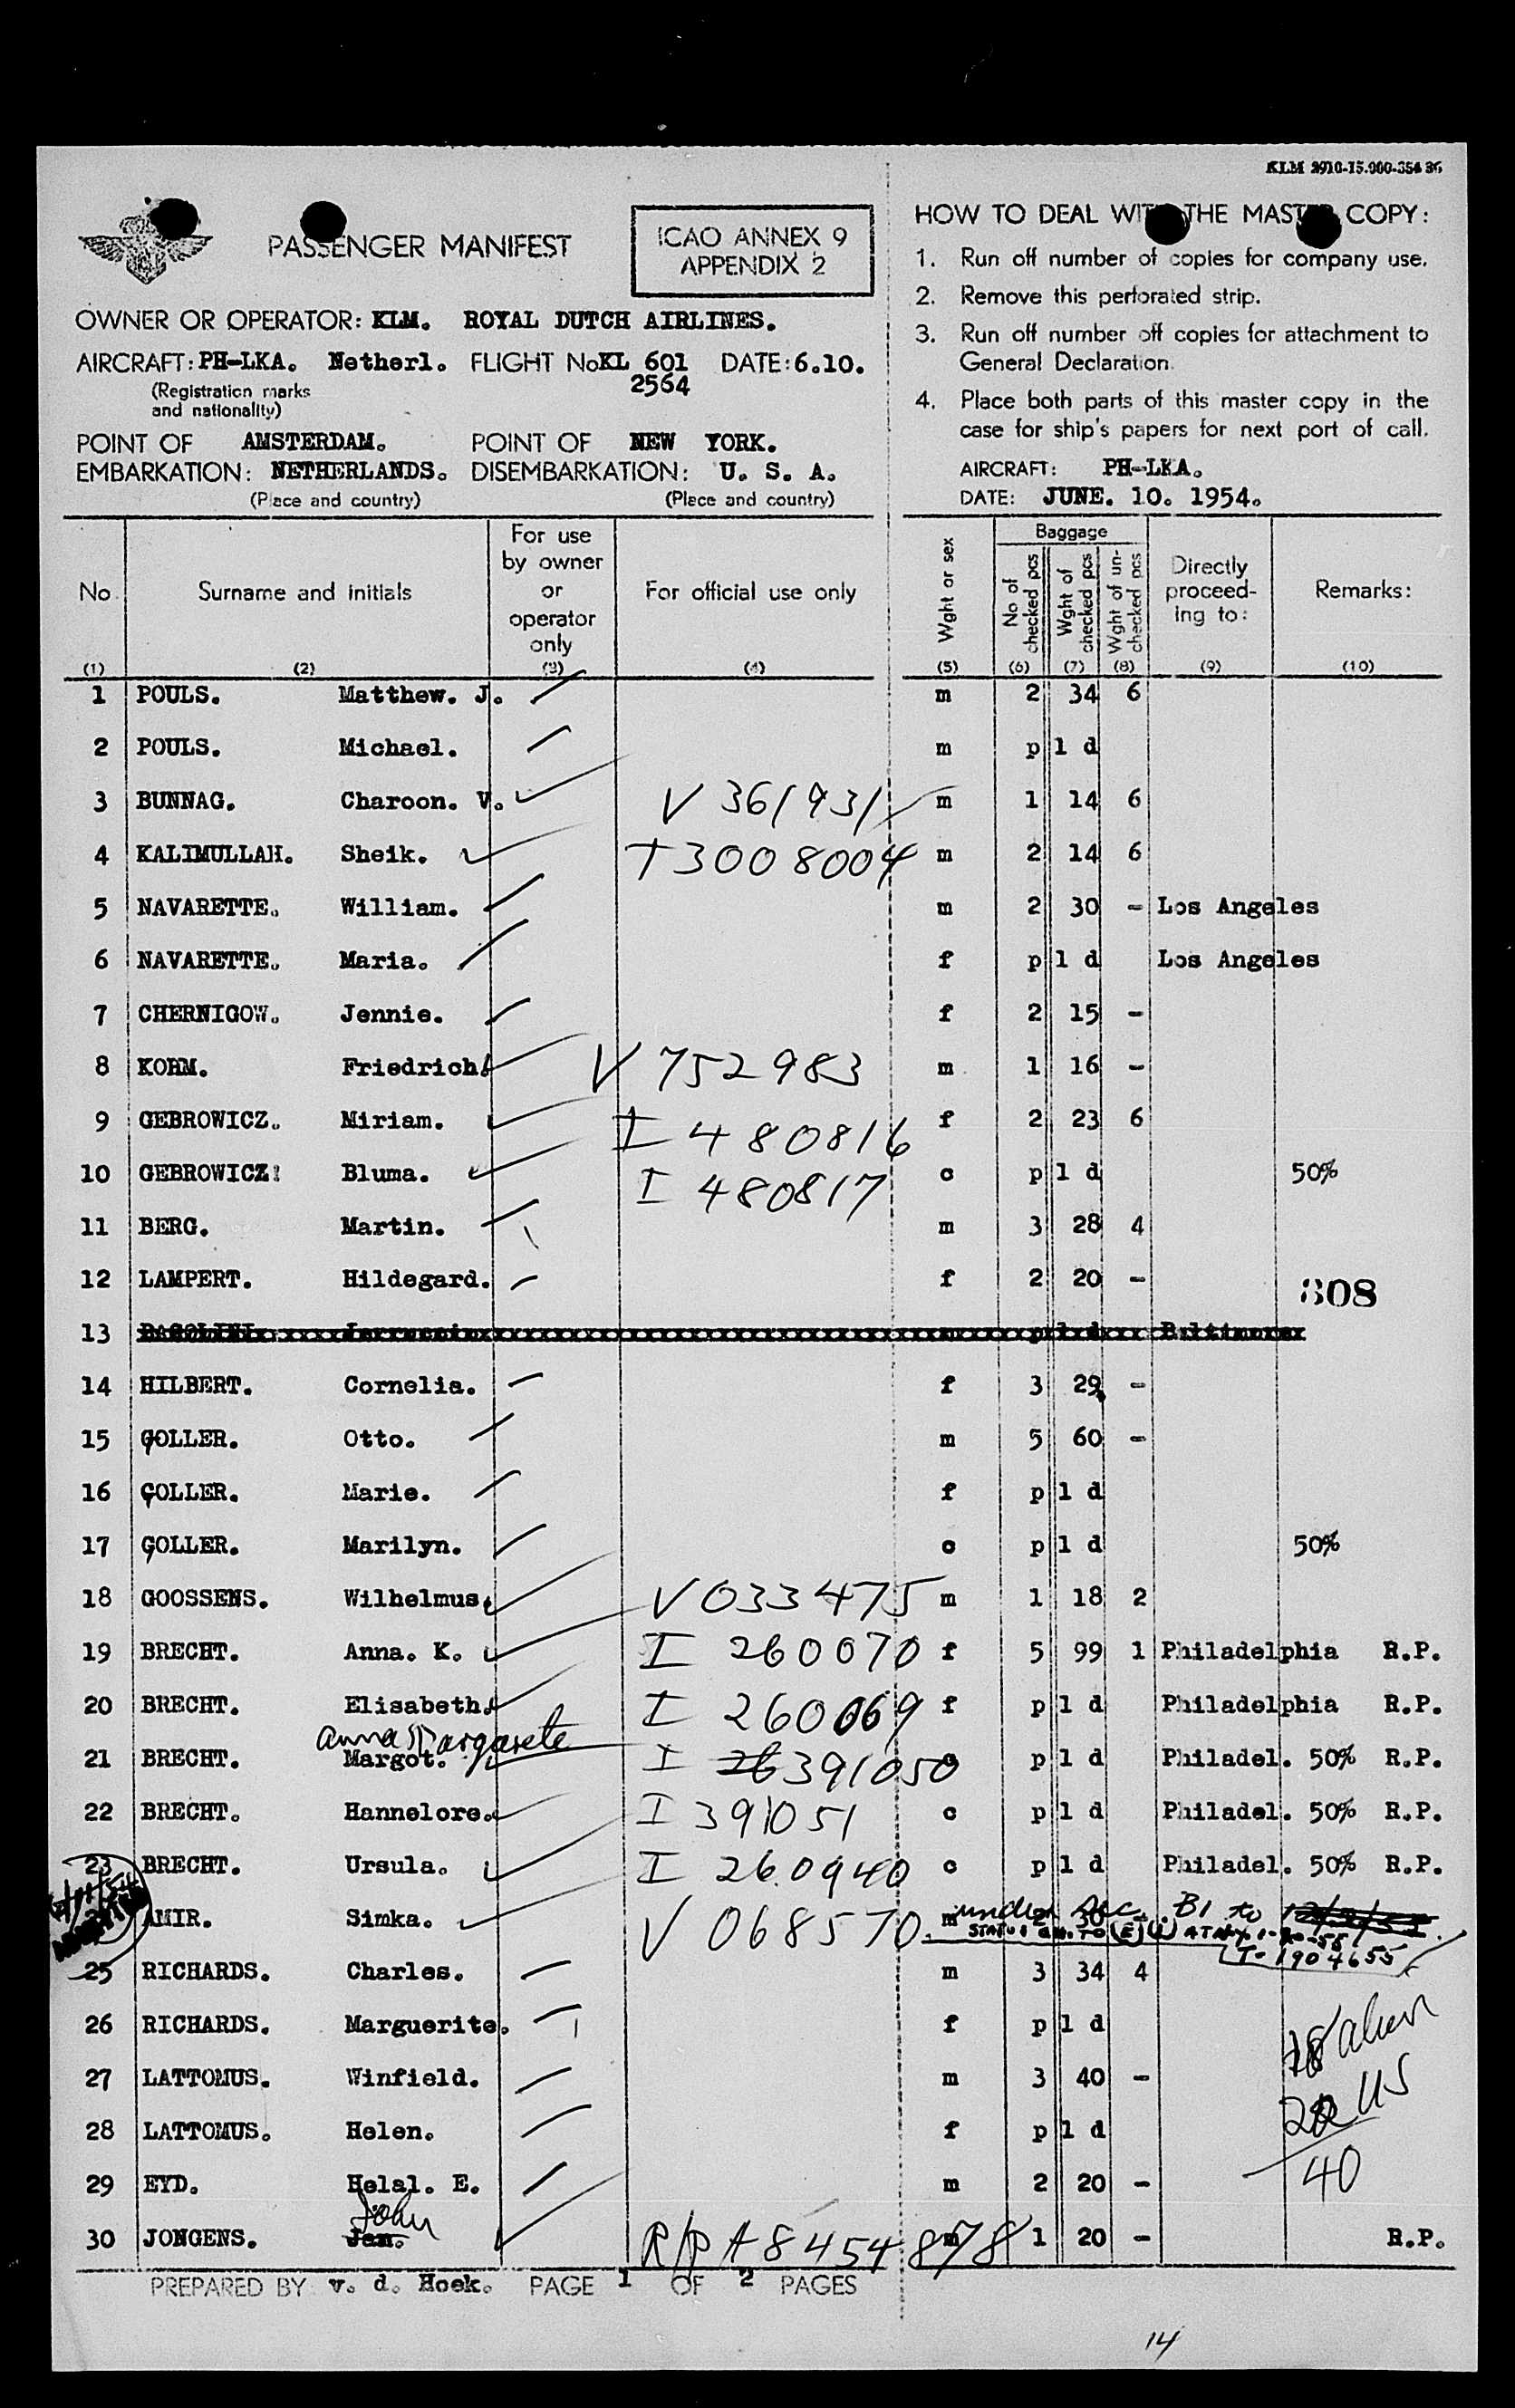 KLM 2910-15.000-354 36
PASSENGER MANIFEST
ICAO ANNEX 9
APPENDIX 2
OWNER OR OPERATOR: KLM. ROYAL DUTCH AIRLINES.
AIRCRAFT: PH-LKA. Netherl. FLIGHT No KL 601 DATE: 6.10.
(Registration marks 2564
and nationality)
POINT OF AMSTERDAM. POINT OF NEW YORK.
EMBARKATION: NETHERLANDS. DISEMBARKATION: U. S. A.
(Place and country) (Place and country)
HOW TO DEAL WITH THE MASTER COPY:
1. Run off number of copies for company use.
2. Remove this perforated strip.
3. Run off number off copies for attachment to
General Declaration.
4. Place both parts of this master copy in the
case for ship's papers for next port of call.
AIRCRAFT: PH-LKA.
DATE: JUNE. 10. 1954.
No Surname and initials For use by owner or operator only For official use only Wght or sex Baggage No of checked pcs Wght of checked pcs Wght of un-checked pcs Directly proceed-ing to: Remarks:
(1) (2) (3) (4) (5) (6) (7) (8) (9) (10)
1 POULS. Matthew. J. m 2 34 6
2 POULS. Michael. m p l d
3 BUNNAG. Charoon. V. V 361931 m 1 14 6
4 KALIMULLAH. Sheik. T 3008004 m 2 14 6
5 NAVARETTE. William. m 2 30 - Los Angeles
6 NAVARETTE. Maria. f p l d Los Angeles
7 CHERNIGOW. Jennie. f 2 15 -
8 KOHM. Friedrich. V 752983 m 1 16 -
9 GEBROWICZ. Miriam. I 480816 f 2 23 6
10 GEBROWICZ. Bluma. I 480817 c p l d 50%
11 BERG. Martin. m 3 28 4
12 LAMPERT. Hildegard. f 2 20 -
808
13 p l d Baltimore
14 HILBERT. Cornelia. f 3 29 -
15 GOLLER. Otto. m 5 60 -
16 GOLLER. Marie. f p l d
17 GOLLER. Marilyn. c p l d 50%
18 GOOSSENS. Wilhelmus. V 033475 m 1 18 2
19 BRECHT. Anna. K. I 260070 f 5 99 1 Philadelphia R.P.
20 BRECHT. Elisabeth. I 260069 f p l d Philadelphia R.P.
Anna Margarete
21 BRECHT. Margot. I 26 391050 p l d Philadel. 50% R.P.
22 BRECHT. Hannelore. I 391051 c p l d Philadel. 50% R.P.
23 BRECHT. Ursula. I 260940 c p l d Philadel. 50% R.P.
AMIR. Simka. V 068570 m 2 30 under Sec. B1 to
T-1904655
25 RICHARDS. Charles. m 3 34 4
26 RICHARDS. Marguerite. f p l d
27 LATTOMUS. Winfield. m 3 40 -
18 alien
28 LATTOMUS. Helen. f p l d
22 US
29 EYD. Helal. E. m 2 20 -
40
John
30 JONGENS. Jan. R/P A8454878 m 1 20 - R.P.
PREPARED BY v. d. Hoek. PAGE 1 OF 2 PAGES
14